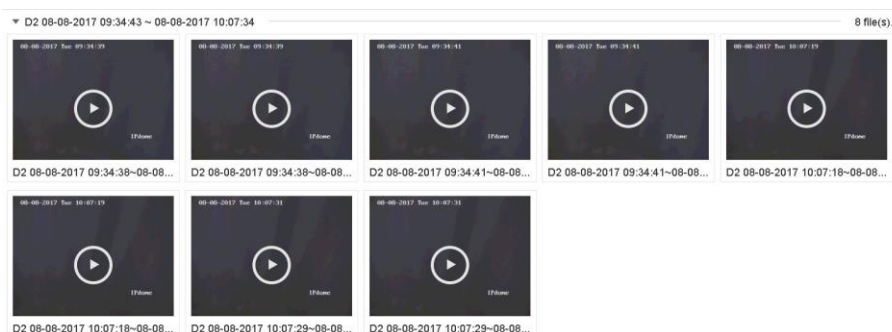 D2 08-08-2017 09:34:43 ~ 08-08-2017 10:07:34
8 file(s).
08-08-2017 Tue 09:34:39
08-08-2017 Tue 09:34:39
08-08-2017 Tue 09:34:41
08-08-2017 Tue 09:34:41
08-08-2017 Tue 10:07:19
IPdome
IPdome
IPdome
IPdome
IPdome
D2 08-08-2017 09:34:38~08-08...
D2 08-08-2017 09:34:38~08-08...
D2 08-08-2017 09:34:41~08-08...
D2 08-08-2017 09:34:41~08-08...
D2 08-08-2017 10:07:18~08-08...
08-08-2017 Tue 10:07:19
08-08-2017 Tue 10:07:31
08-08-2017 Tue 10:07:31
IPdome
IPdome
IPdome
D2 08-08-2017 10:07:18~08-08...
D2 08-08-2017 10:07:29~08-08...
D2 08-08-2017 10:07:29~08-08...